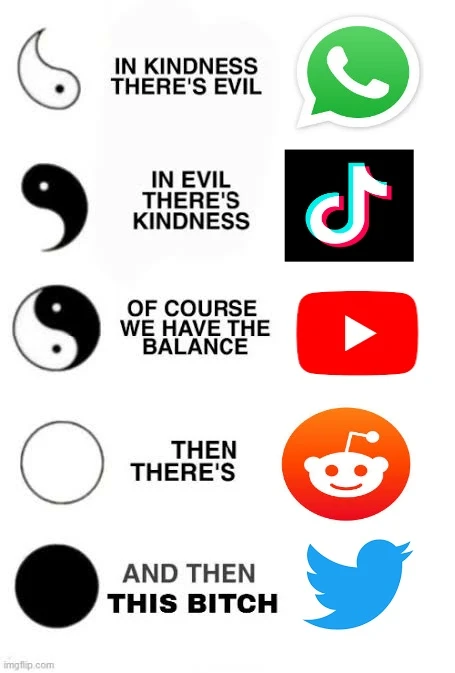 IN KINDNESS
THERE'S EVIL
IN EVIL
THERE'S
KINDNESS
OF COURSE
WE HAVE THE
BALANCE
THEN
THERE'S
AND THEN
THIS BITCH
imgflip.com